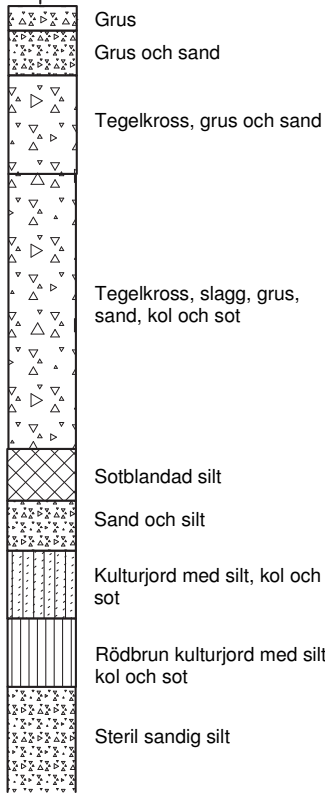 Grus
Grus och sand
Tegelkross, grus och sand
Tegelkross, slagg, grus,
sand, kol och sot
Sotblandad silt
Sand och silt
Kulturjord med silt, kol och
sot
Rödbrun kulturjord med silt
kol och sot
Steril sandig silt